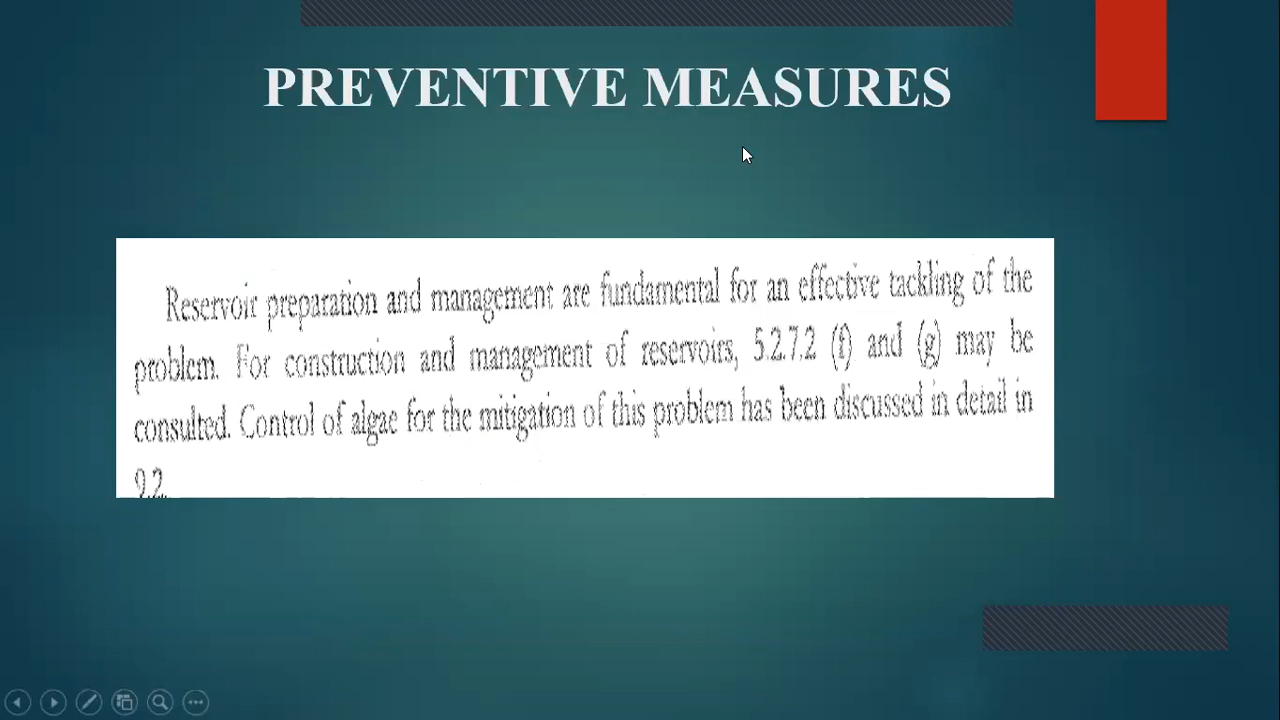 PREVENTIVE MEASURES
Reservoir preparation and management are fundamental for an effective tackling of the
problem. For construction and management of reservoirs, 5.2.7.2 (f) and (g) may be
consulted. Control of algae for the mitigation of this problem has been discussed in detail in
9.2.